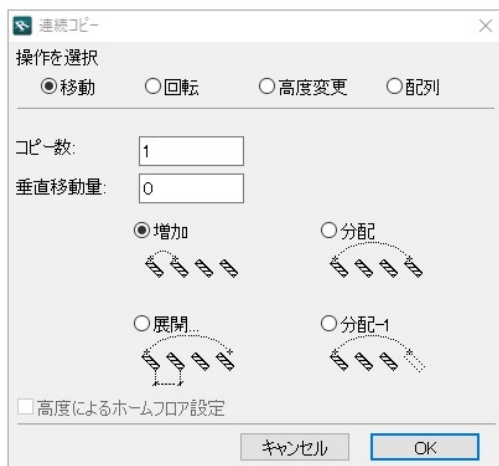 連続コピー
操作を選択
移動 回転 高度変更 配列
コピー数: 1
垂直移動量: 0
増加 分配
展開... 分配-1
高度によるホームフロア設定
キャンセル OK